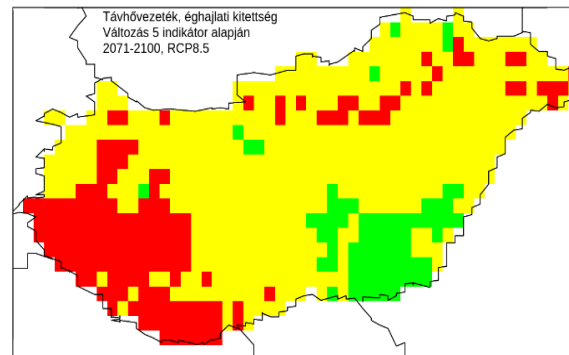 Távhővezeték, éghajlati kitettség
Változás 5 indikátor alapján
2071-2100, RCP8.5